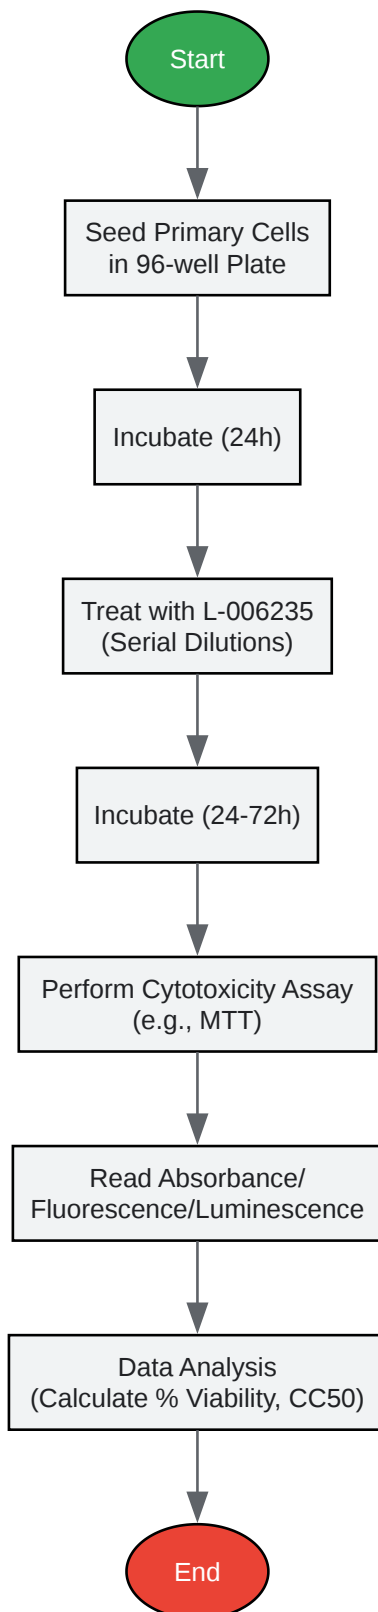 Start
Seed Primary Cells
in 96-well Plate
Incubate (24h)
Treat with L-006235
(Serial Dilutions)
Incubate (24-72h)
Perform Cytotoxicity Assay
(e.g., MTT)
Read Absorbance/
Fluorescence/Luminescence
Data Analysis
(Calculate % Viability, CC50)
End